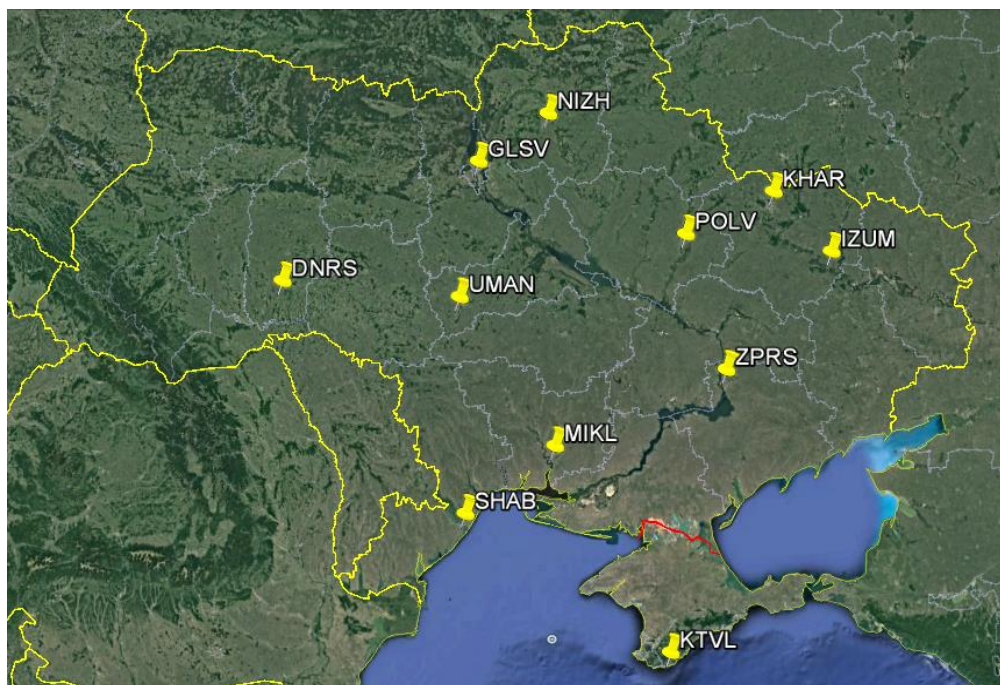 NIZH
GLSV
KHAR
POLV
IZUM
DNRS
UMAN
ZPRS
MIKL
SHAB
KTVL